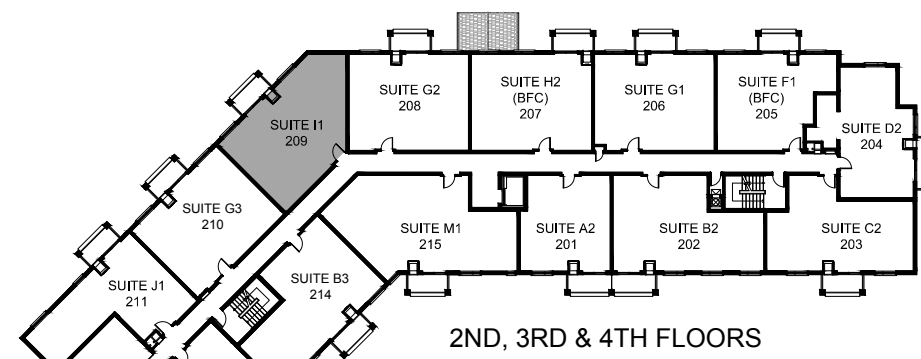 SUITE G2
208
SUITE H2
(BFC)
207
SUITE G1
206
SUITE F1
(BFC)
205
SUITE D2
204
SUITE I1
209
SUITE G3
210
SUITE M1
215
SUITE A2
201
SUITE B2
202
SUITE C2
203
SUITE J1
211
SUITE B3
214
2ND, 3RD & 4TH FLOORS